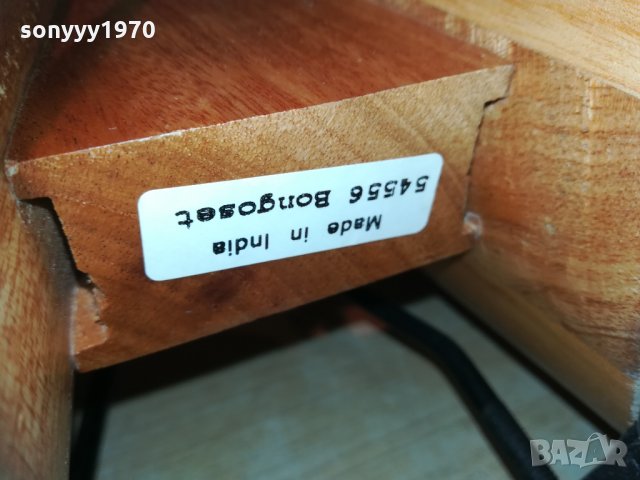 sonyyy1970
54556 Bongoset
Made in India
BAZAR